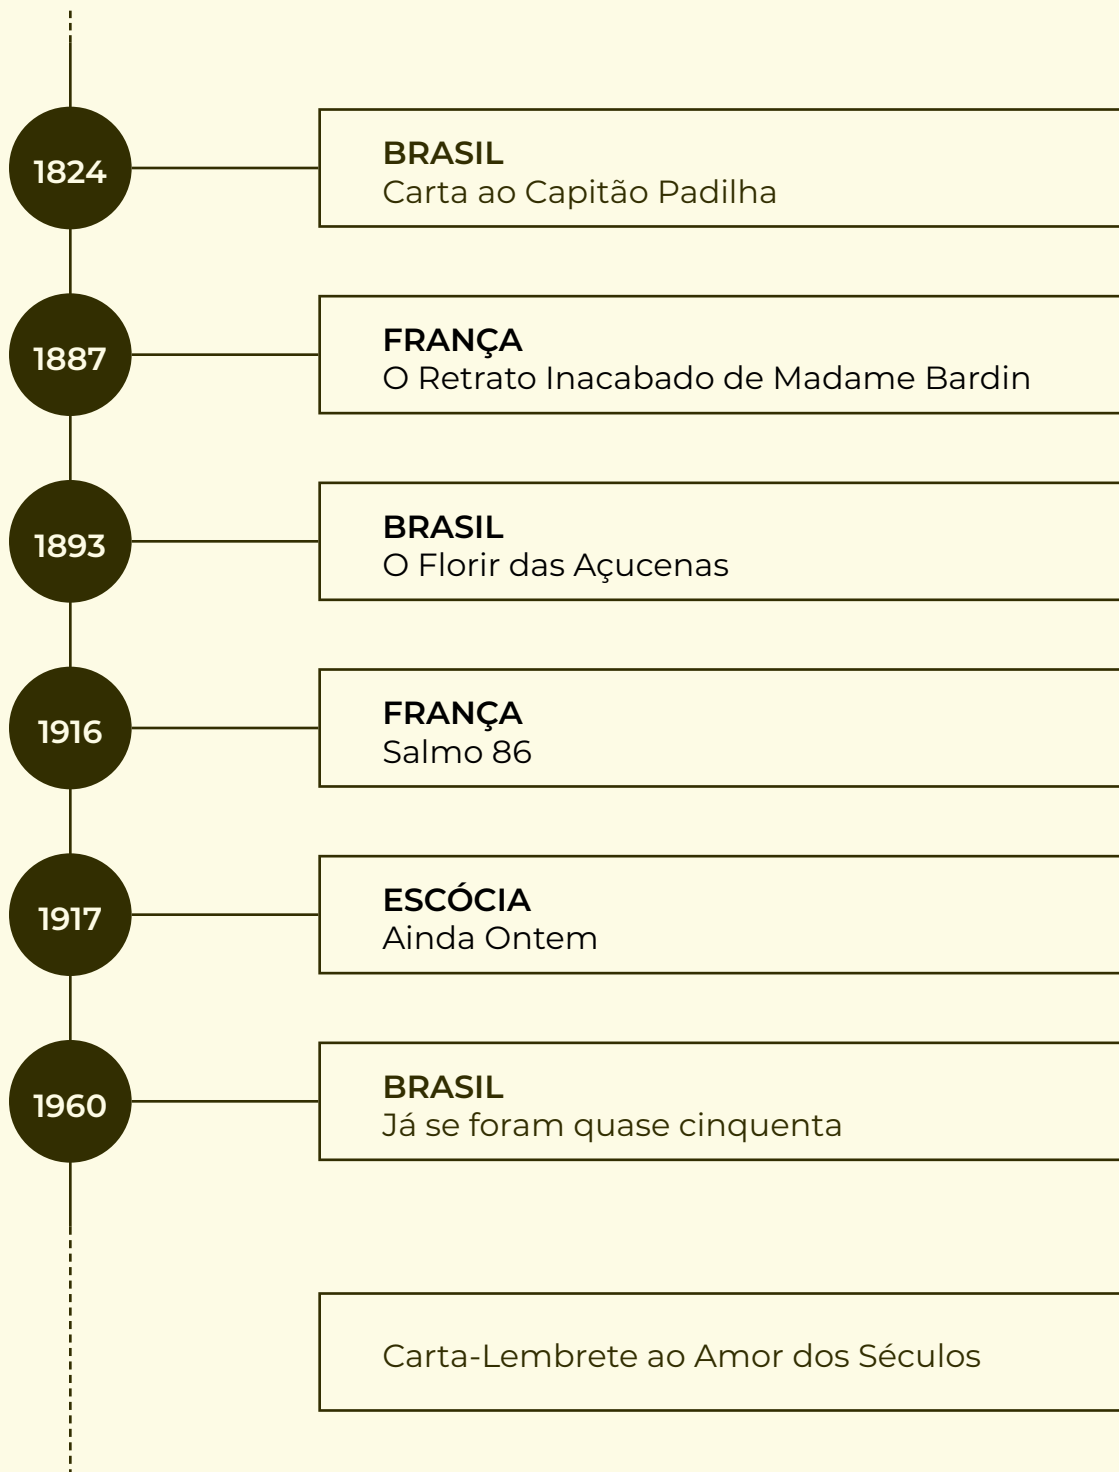 1824
BRASIL
Carta ao Capitão Padilha
1887
FRANÇA
O Retrato Inacabado de Madame Bardin
1893
BRASIL
O Florir das Açucenas
1916
FRANÇA
Salmo 86
1917
ESCÓCIA
Ainda Ontem
1960
BRASIL
Já se foram quase cinquenta
Carta-Lembrete ao Amor dos Séculos